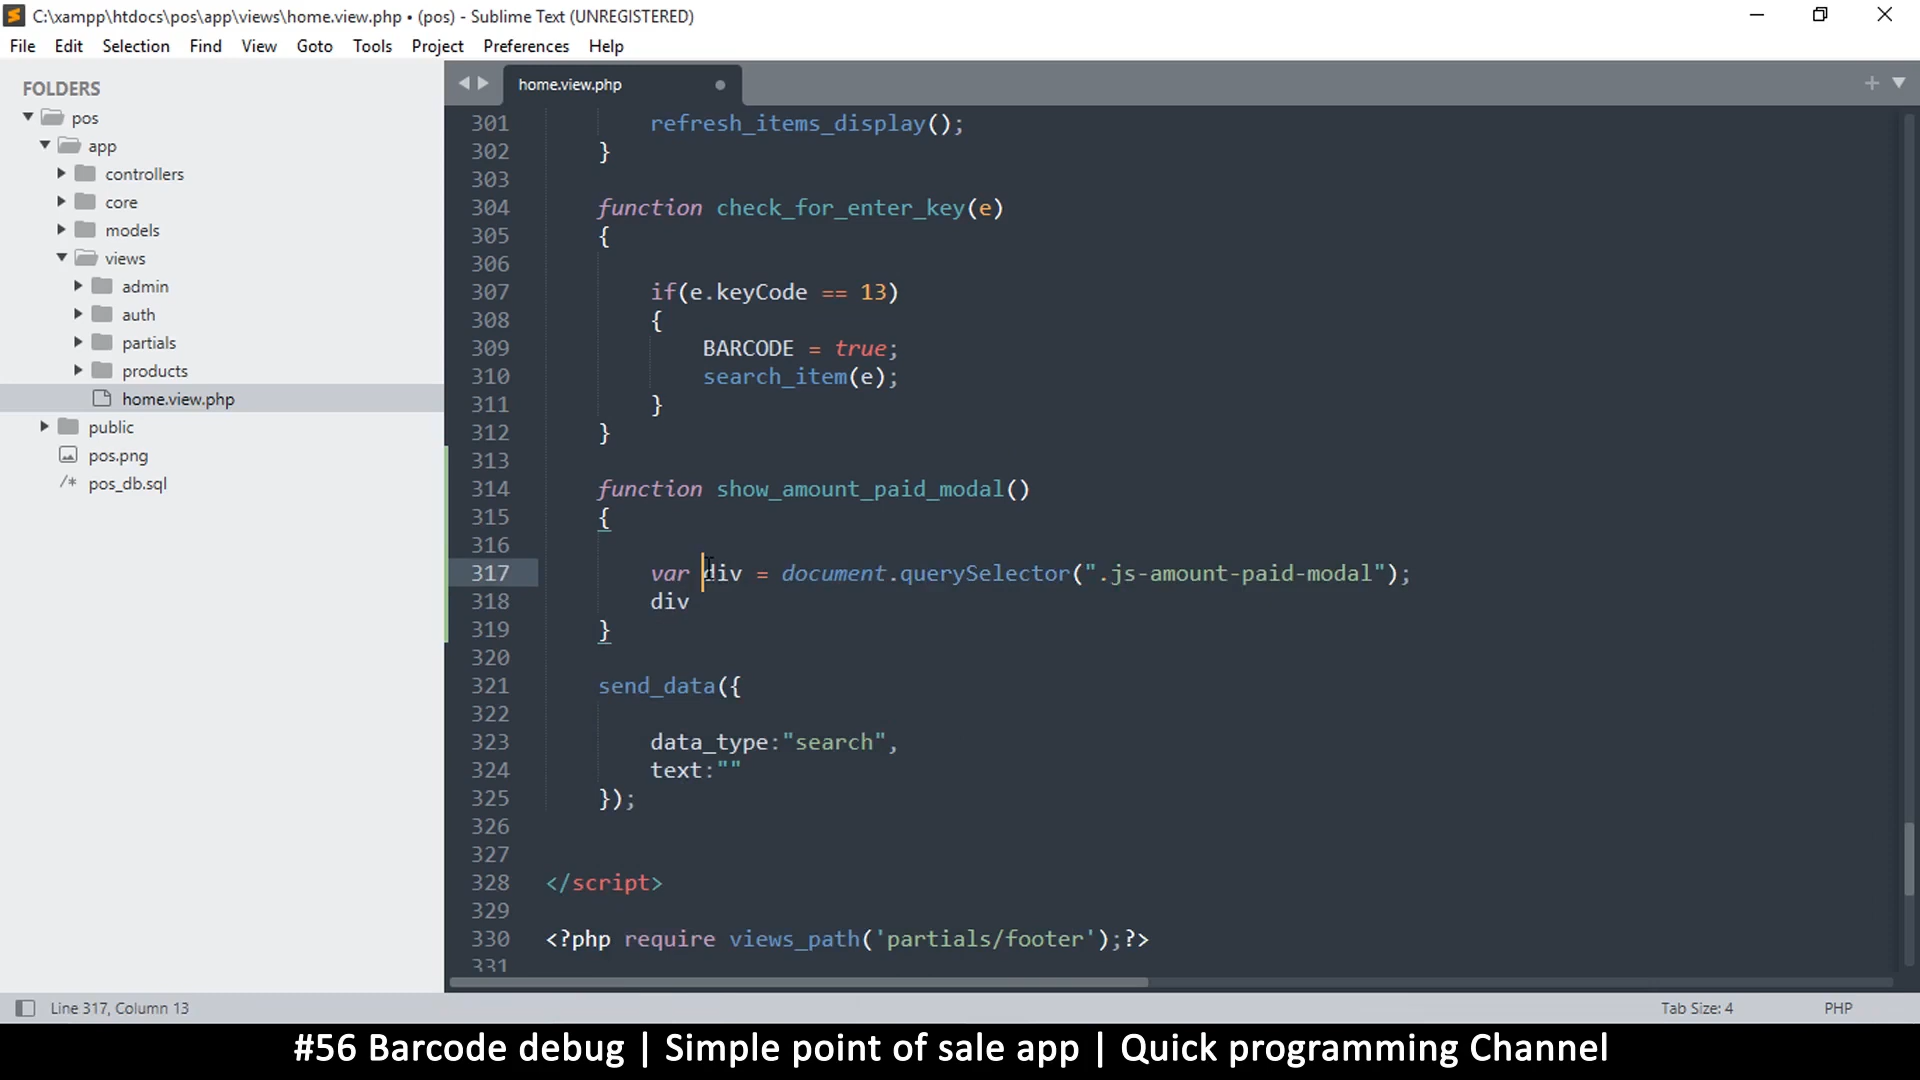 C:\xampp\htdocs\pos\app\views\home.view.php • (pos) - Sublime Text (UNREGISTERED)
File Edit Selection Find View Goto Tools Project Preferences Help
FOLDERS
pos
app
controllers
core
models
views
admin
auth
partials
products
home.view.php
public
pos.png
/* pos_db.sql
home.view.php
301 refresh_items_display();
302 }
303
304 function check_for_enter_key(e)
305 {
306
307 if(e.keyCode == 13)
308 {
309 BARCODE = true;
310 search_item(e);
311 }
312 }
313
314 function show_amount_paid_modal()
315 {
316
317 var div = document.querySelector(".js-amount-paid-modal");
318 div
319 }
320
321 send_data({
322
323 data_type:"search",
324 text:""
325 });
326
327
328 </script>
329
330 <?php require views_path('partials/footer');?>
331
Line 317, Column 13
Tab Size: 4
PHP
#56 Barcode debug | Simple point of sale app | Quick programming Channel